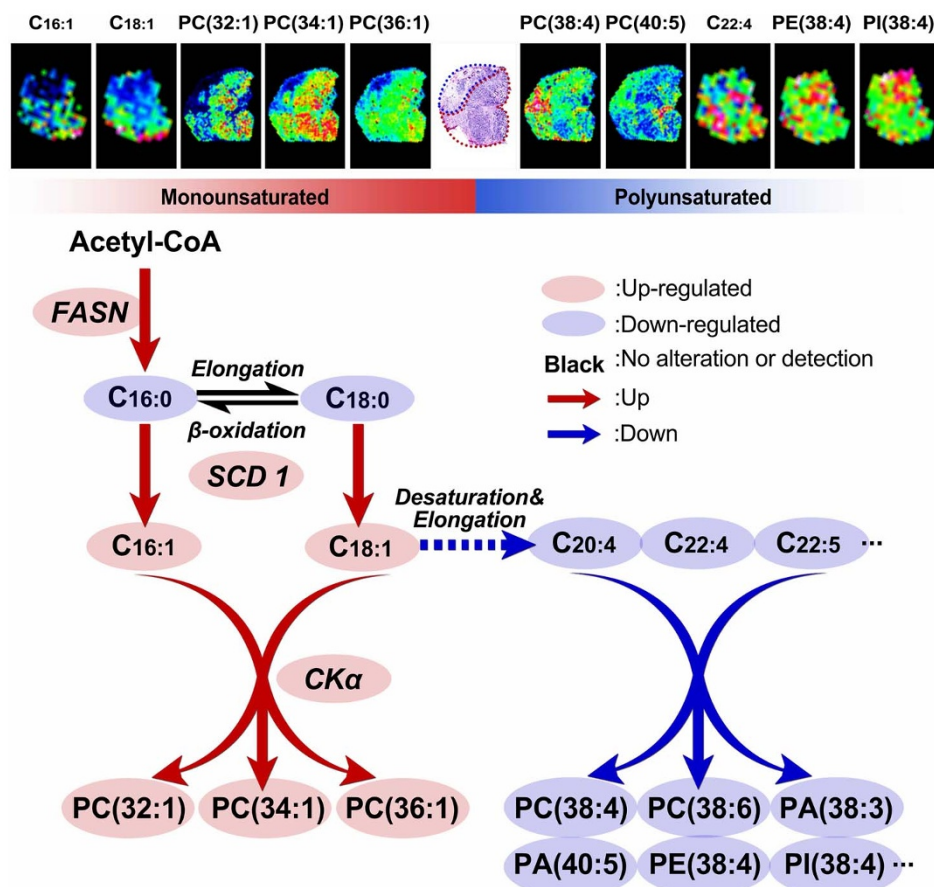 C16:1 C18:1 PC(32:1) PC(34:1) PC(36:1) PC(38:4) PC(40:5) C22:4 PE(38:4) PI(38:4)
Monounsaturated Polyunsaturated
Acetyl-CoA
FASN
:Up-regulated
:Down-regulated
Black :No alteration or detection
:Up
:Down
Elongation
C16:0 C18:0
β-oxidation
SCD 1
Desaturation&
Elongation
C16:1 C18:1 C20:4 C22:4 C22:5 ...
CKα
PC(32:1) PC(34:1) PC(36:1) PC(38:4) PC(38:6) PA(38:3)
PA(40:5) PE(38:4) PI(38:4) ...